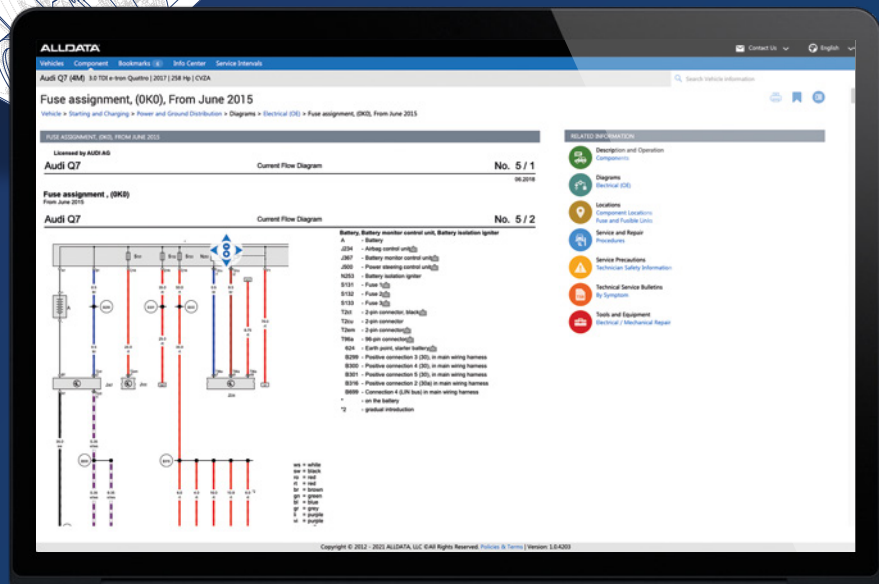 ALLDATA
Contact Us
English
Vehicles Component Bookmarks Info Center Service Intervals
Audi Q7 (4M) 3.0 TDI e-tron Quattro | 2017 | 258 Hp | CVZA
Search Vehicle Information
Fuse assignment, (0K0), From June 2015
Vehicle > Starting and Charging > Power and Ground Distribution > Diagrams > Electrical (OE) > Fuse assignment, (0K0), From June 2015
FUSE ASSIGNMENT, (0K0), FROM JUNE 2015
Licensed by AUDI AG
Audi Q7 Current Flow Diagram No. 5 / 1
06.2018
Fuse assignment , (0K0)
From June 2015
Audi Q7 Current Flow Diagram No. 5 / 2
Battery, Battery monitor control unit, Battery isolation igniter
A - Battery
J234 - Airbag control unit
J367 - Battery monitor control unit
J500 - Power steering control unit
N253 - Battery isolation igniter
S131 - Fuse 1
S132 - Fuse 2
S133 - Fuse 3
- 2-pin connector, black
T2cu - 2-pin connector
- 2-pin connector
T96a - 96-pin connector
624 - Earth point, starter battery
B299 - Positive connection 3 (30), in main wiring harness
B300 - Positive connection 4 (30), in main wiring harness
B301 - Positive connection 5 (30), in main wiring harness
B316 - Positive connection 2 (30a) in main wiring harness
B699 - Connection 4 (LIN bus) in main wiring harness
* - on the battery
*2 - gradual introduction
A
ws = white
sw = black
ro = red
rt = red
br = brown
gn = green
bl = blue
gr = grey
li = purple
vi = purple
RELATED INFORMATION
Description and Operation
Components
Diagrams
Electrical (OE)
Locations
Component Locations
Fuse and Fusible Links
Service and Repair
Procedures
Service Precautions
Technician Safety Information
Technical Service Bulletins
By Symptom
Tools and Equipment
Electrical / Mechanical Repair
Copyright © 2012 - 2021 ALLDATA, LLC ©All Rights Reserved. Policies & Terms | Version: 1.0.4203